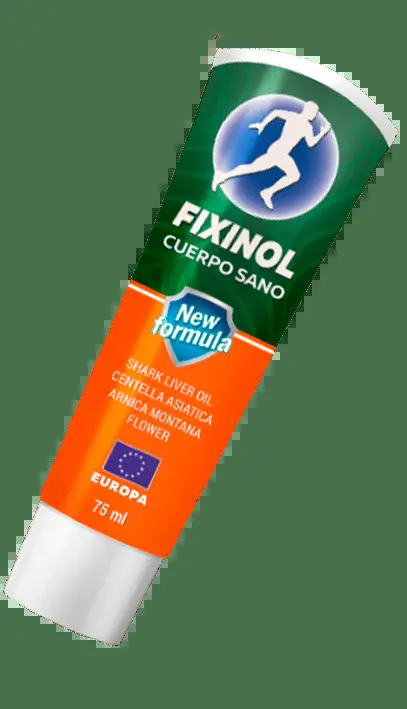 FIXINOL
CUERPO SANO
New
formula
SHARK LIVER OIL
CENTELLA ASIATICA
ARNICA MONTANA
FLOWER
EUROPA
75 ml